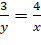 3/y = 4/x